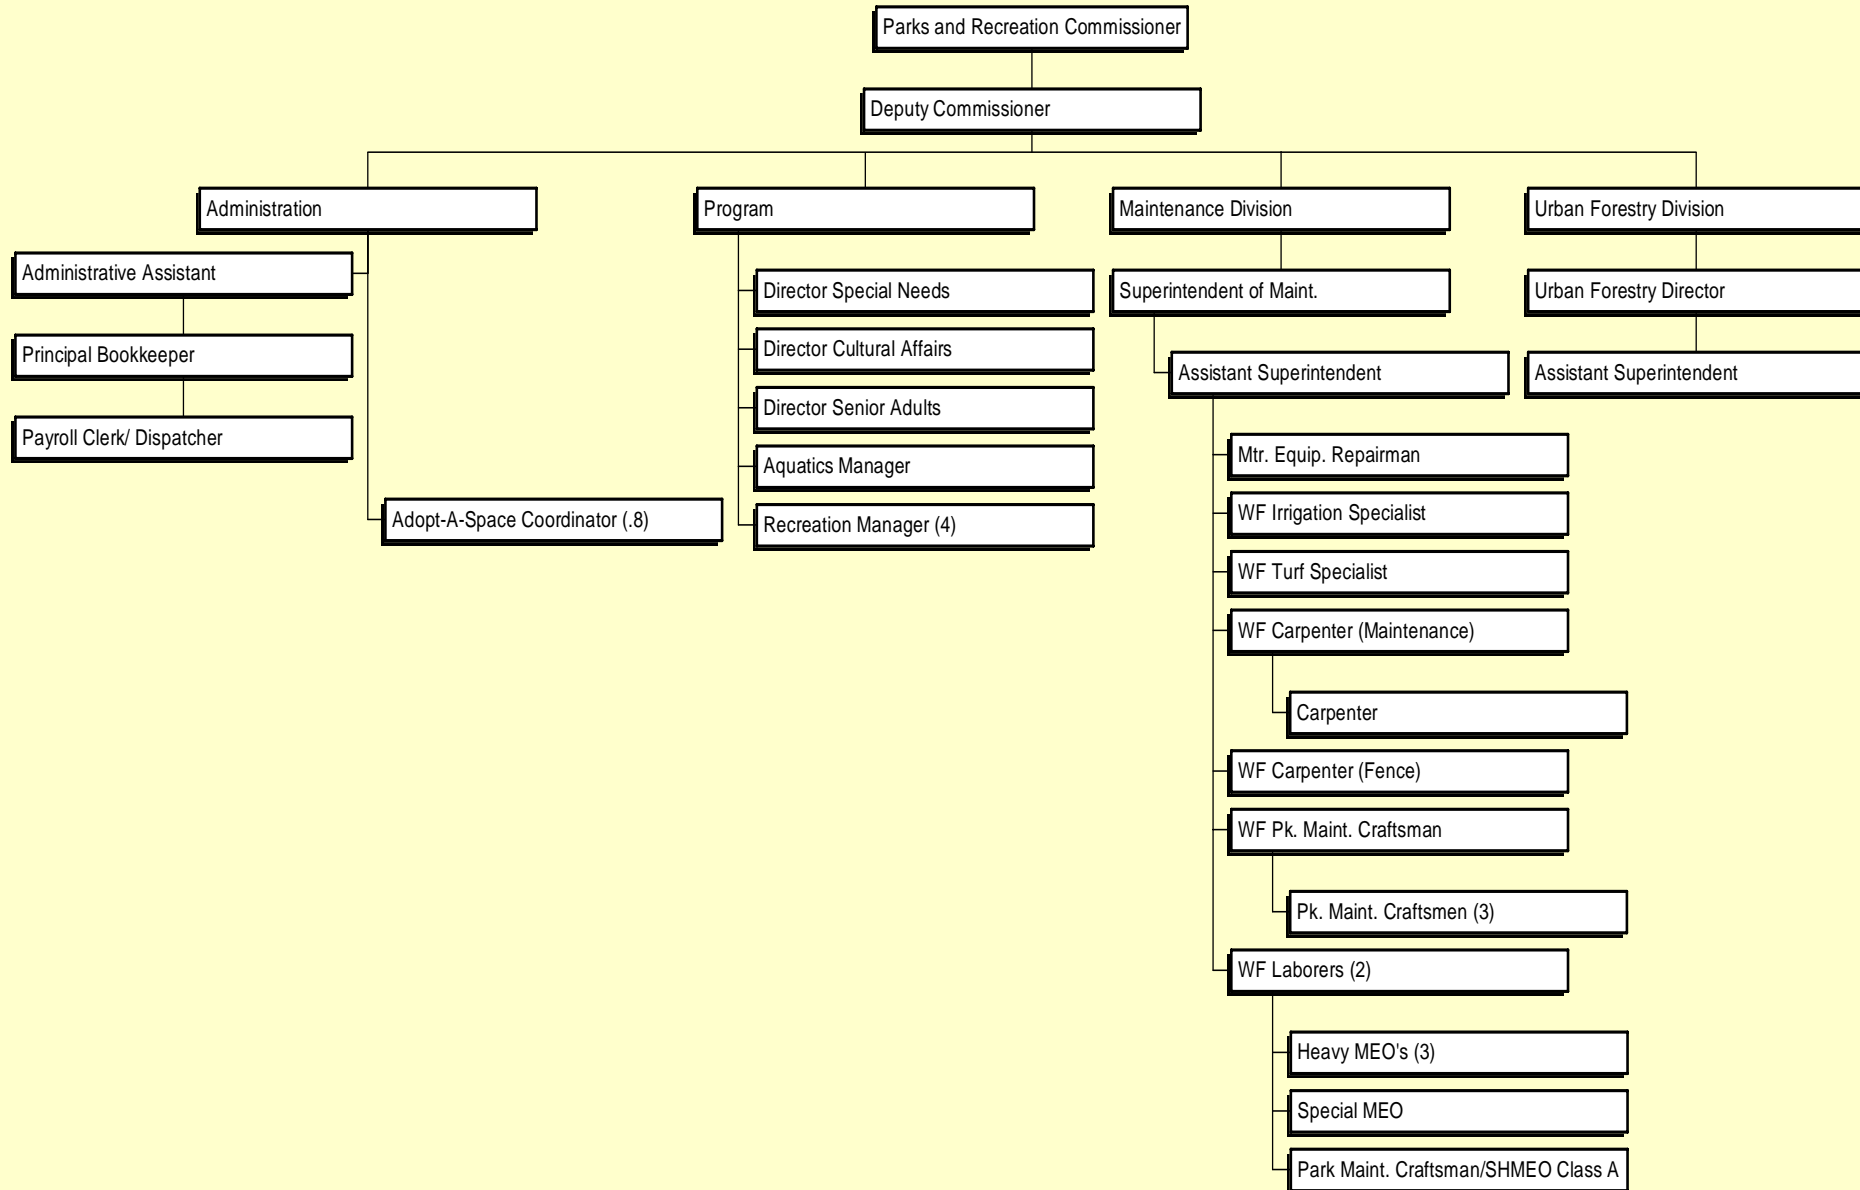 Parks and Recreation Commissioner
Deputy Commissioner
Administration
Administrative Assistant
Principal Bookkeeper
Payroll Clerk/ Dispatcher
Adopt-A-Space Coordinator (.8)
Program
Director Special Needs
Director Cultural Affairs
Director Senior Adults
Aquatics Manager
Recreation Manager (4)
Maintenance Division
Superintendent of Maint.
Assistant Superintendent
Mtr. Equip. Repairman
WF Irrigation Specialist
WF Turf Specialist
WF Carpenter (Maintenance)
Carpenter
WF Carpenter (Fence)
WF Pk. Maint. Craftsman
Pk. Maint. Craftsmen (3)
WF Laborers (2)
Heavy MEO's (3)
Special MEO
Park Maint. Craftsman/SHMEO Class A
Urban Forestry Division
Urban Forestry Director
Assistant Superintendent